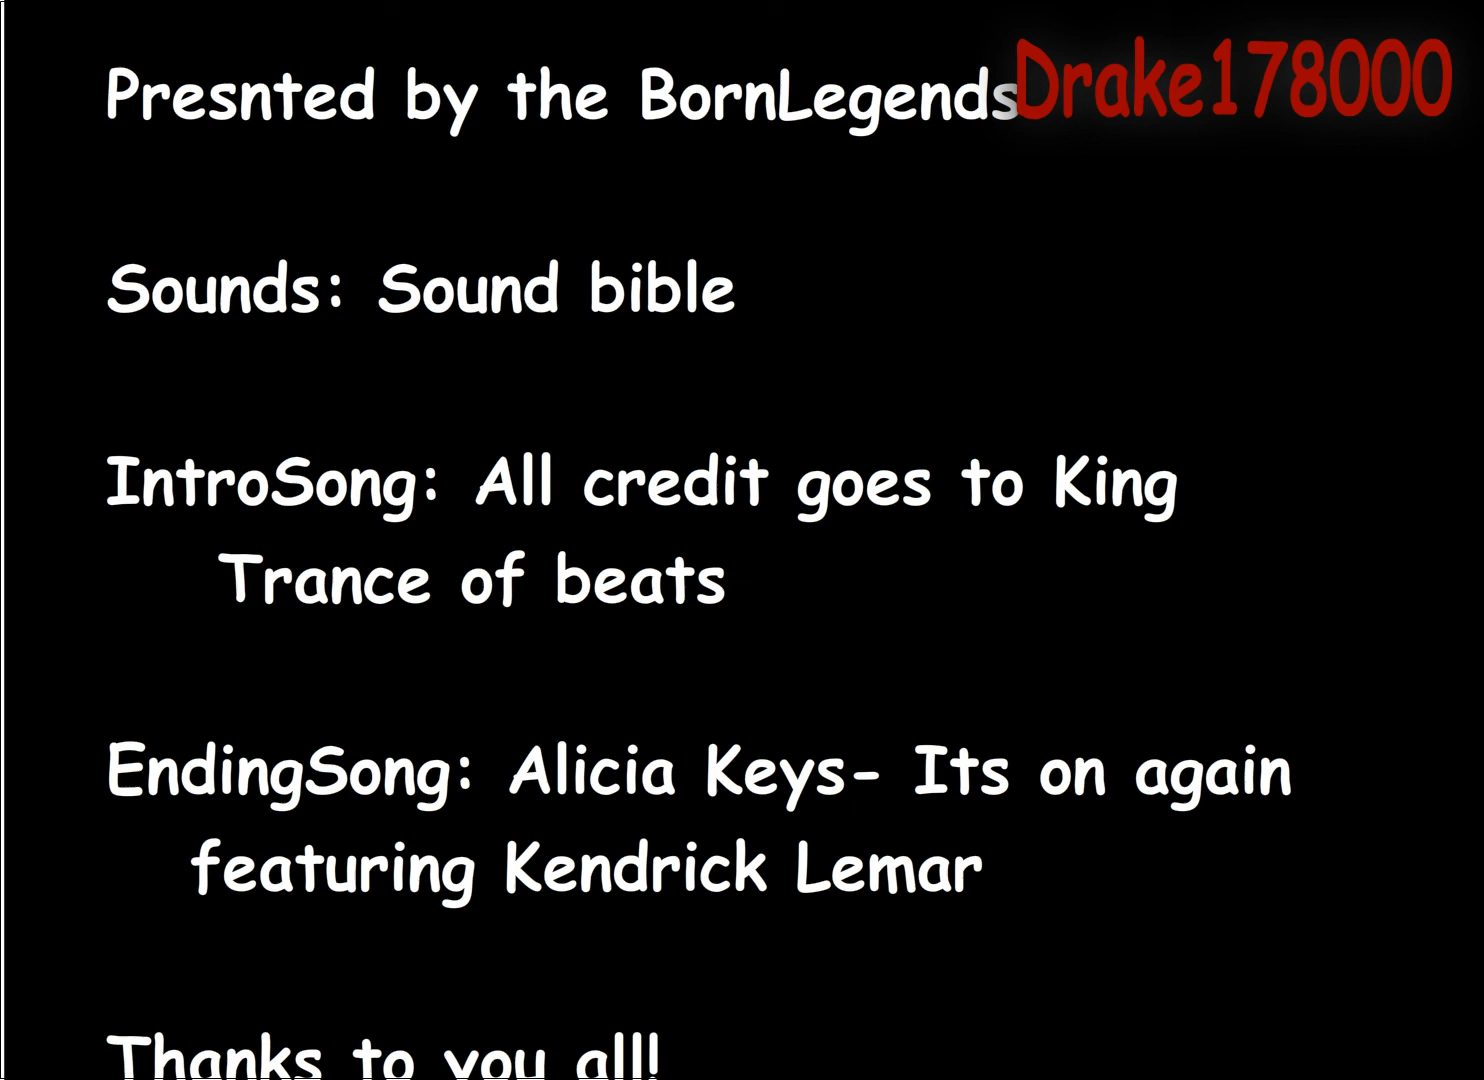 Presnted by the BornLegends
Drake178000
Sounds: Sound bible
IntroSong: All credit goes to King
Trance of beats
EndingSong: Alicia Keys- Its on again
featuring Kendrick Lemar
Thanks to you all!